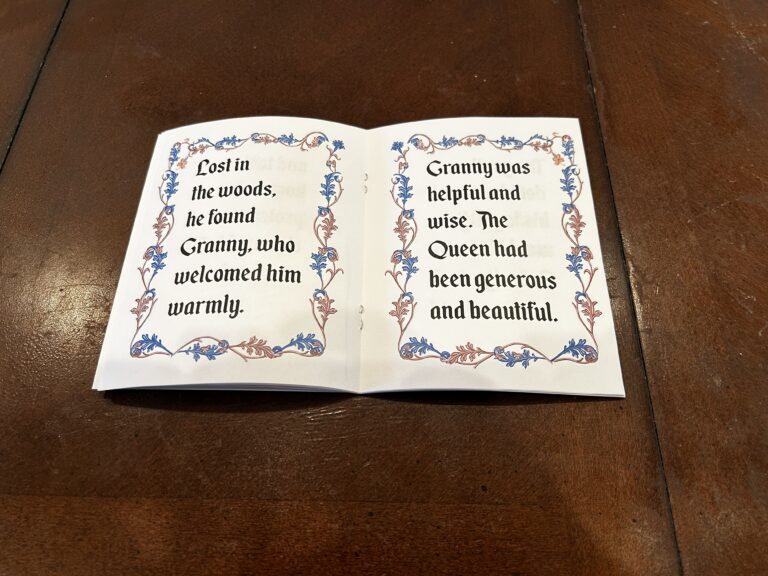 Lost in
the woods,
he found
Granny, who
welcomed him
warmly.
Granny was
helpful and
wise. The
Queen had
been generous
and beautiful.